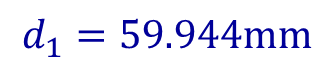 d₁ = 59.944mm